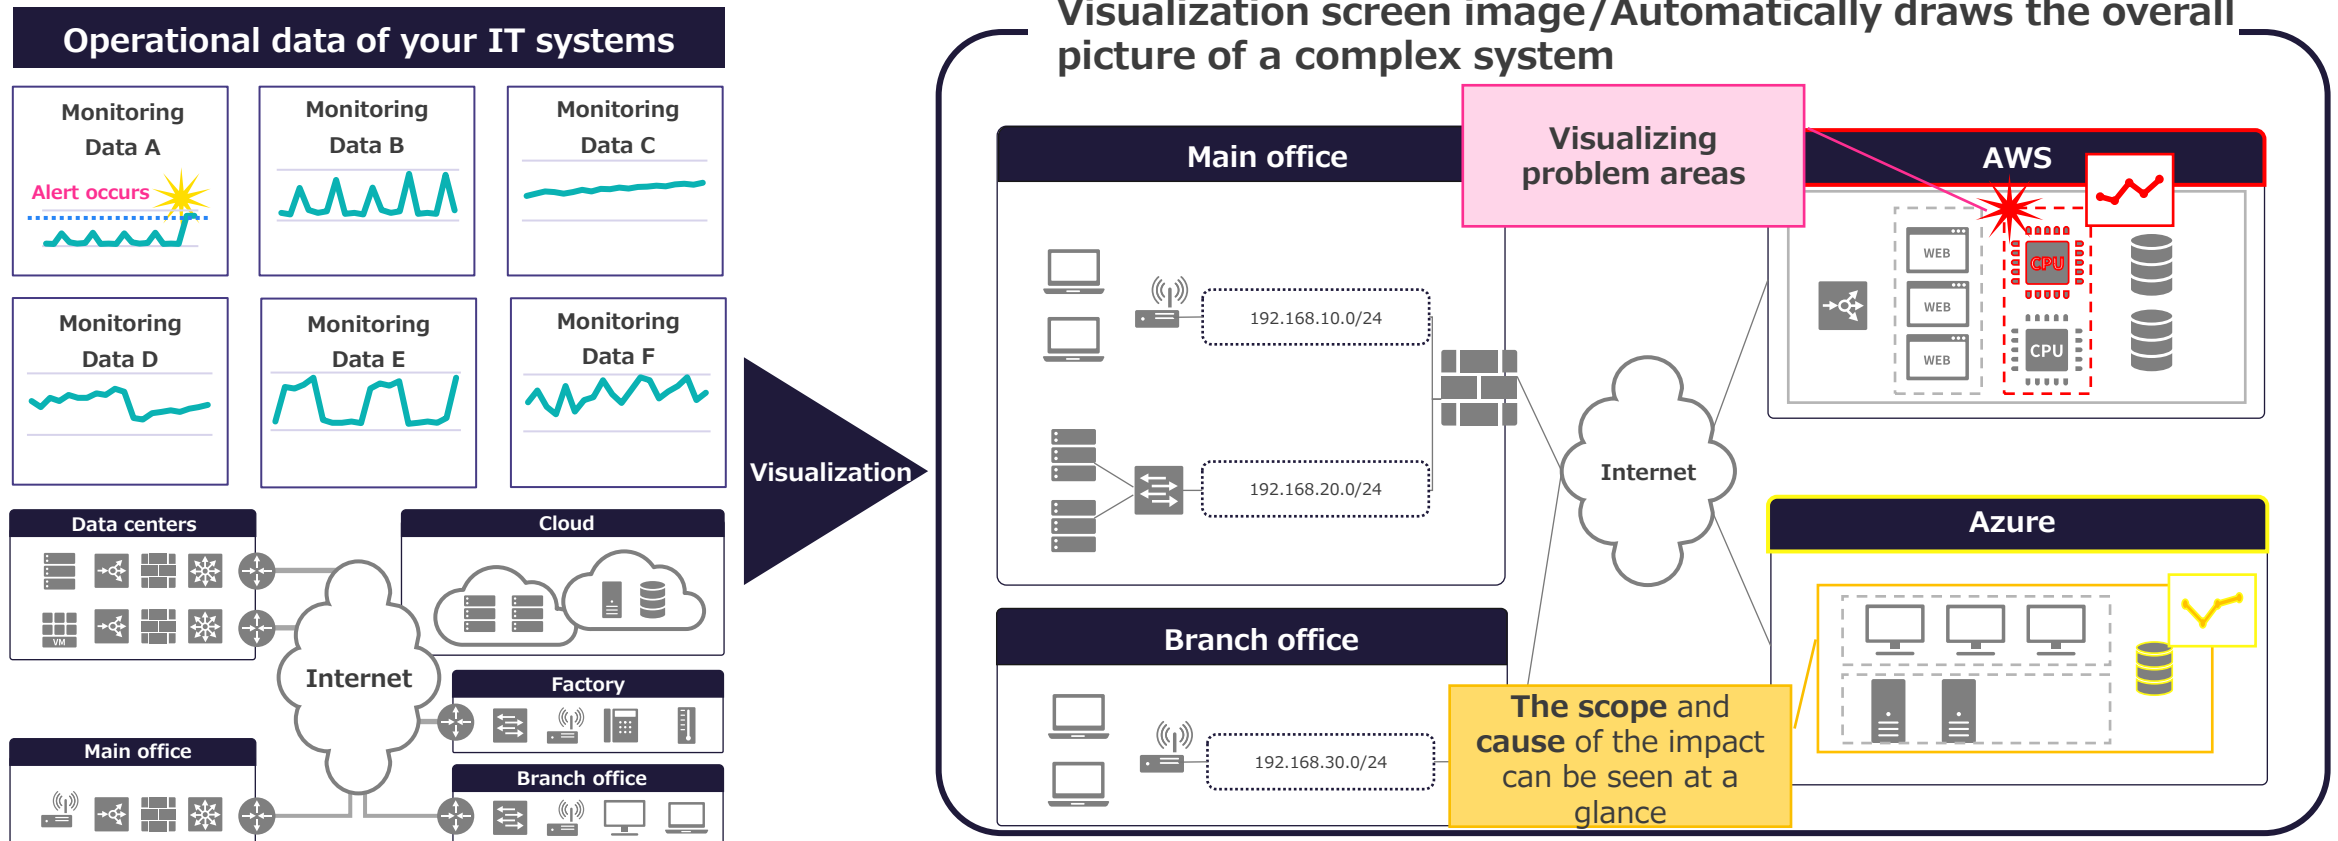 Operational data of your IT systems
Monitoring
Data A
Alert occurs
Monitoring
Data B
Monitoring
Data C
Monitoring
Data D
Monitoring
Data E
Monitoring
Data F
Data centers
VM
Cloud
Internet
Factory
Main office
Branch office
Visualization
Visualization screen image/Automatically draws the overall
picture of a complex system
Main office
192.168.10.0/24
192.168.20.0/24
Branch office
192.168.30.0/24
Visualizing
problem areas
Internet
AWS
WEB
WEB
WEB
CPU
CPU
Azure
The scope and
cause of the impact
can be seen at a
glance